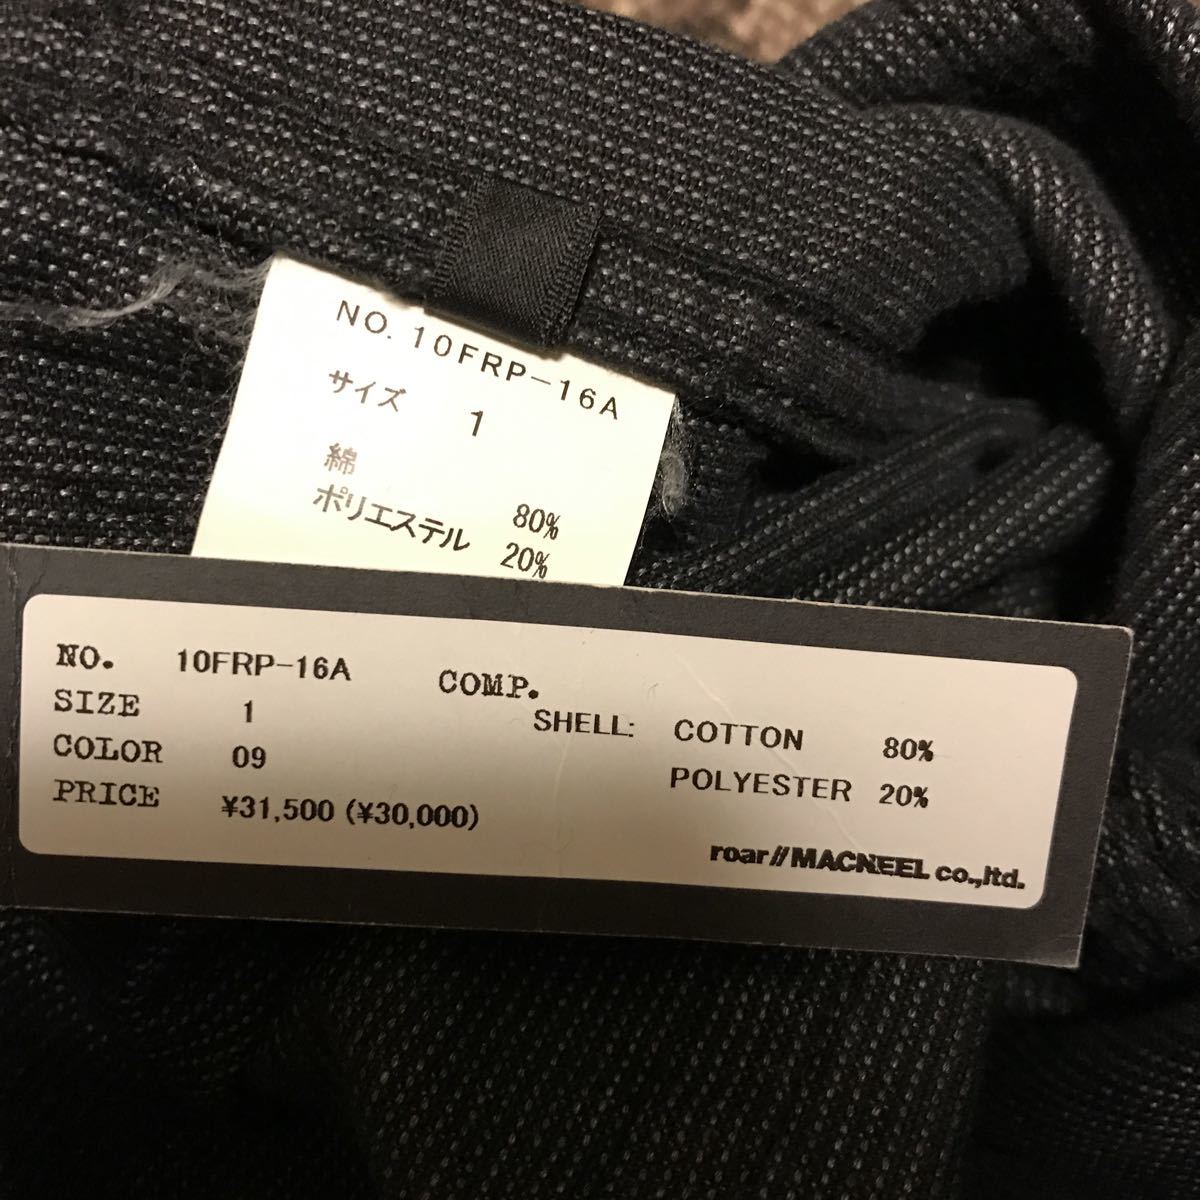 NO. 10FRP-16A
サイズ 1
綿 80%
ポリエステル 20%
NO. 10FRP-16A
SIZE 1
COLOR 09
PRICE ¥31,500 (¥30,000)
COMP.
SHELL: COTTON 80%
POLYESTER 20%
roar//MACNEEL co.,ltd.